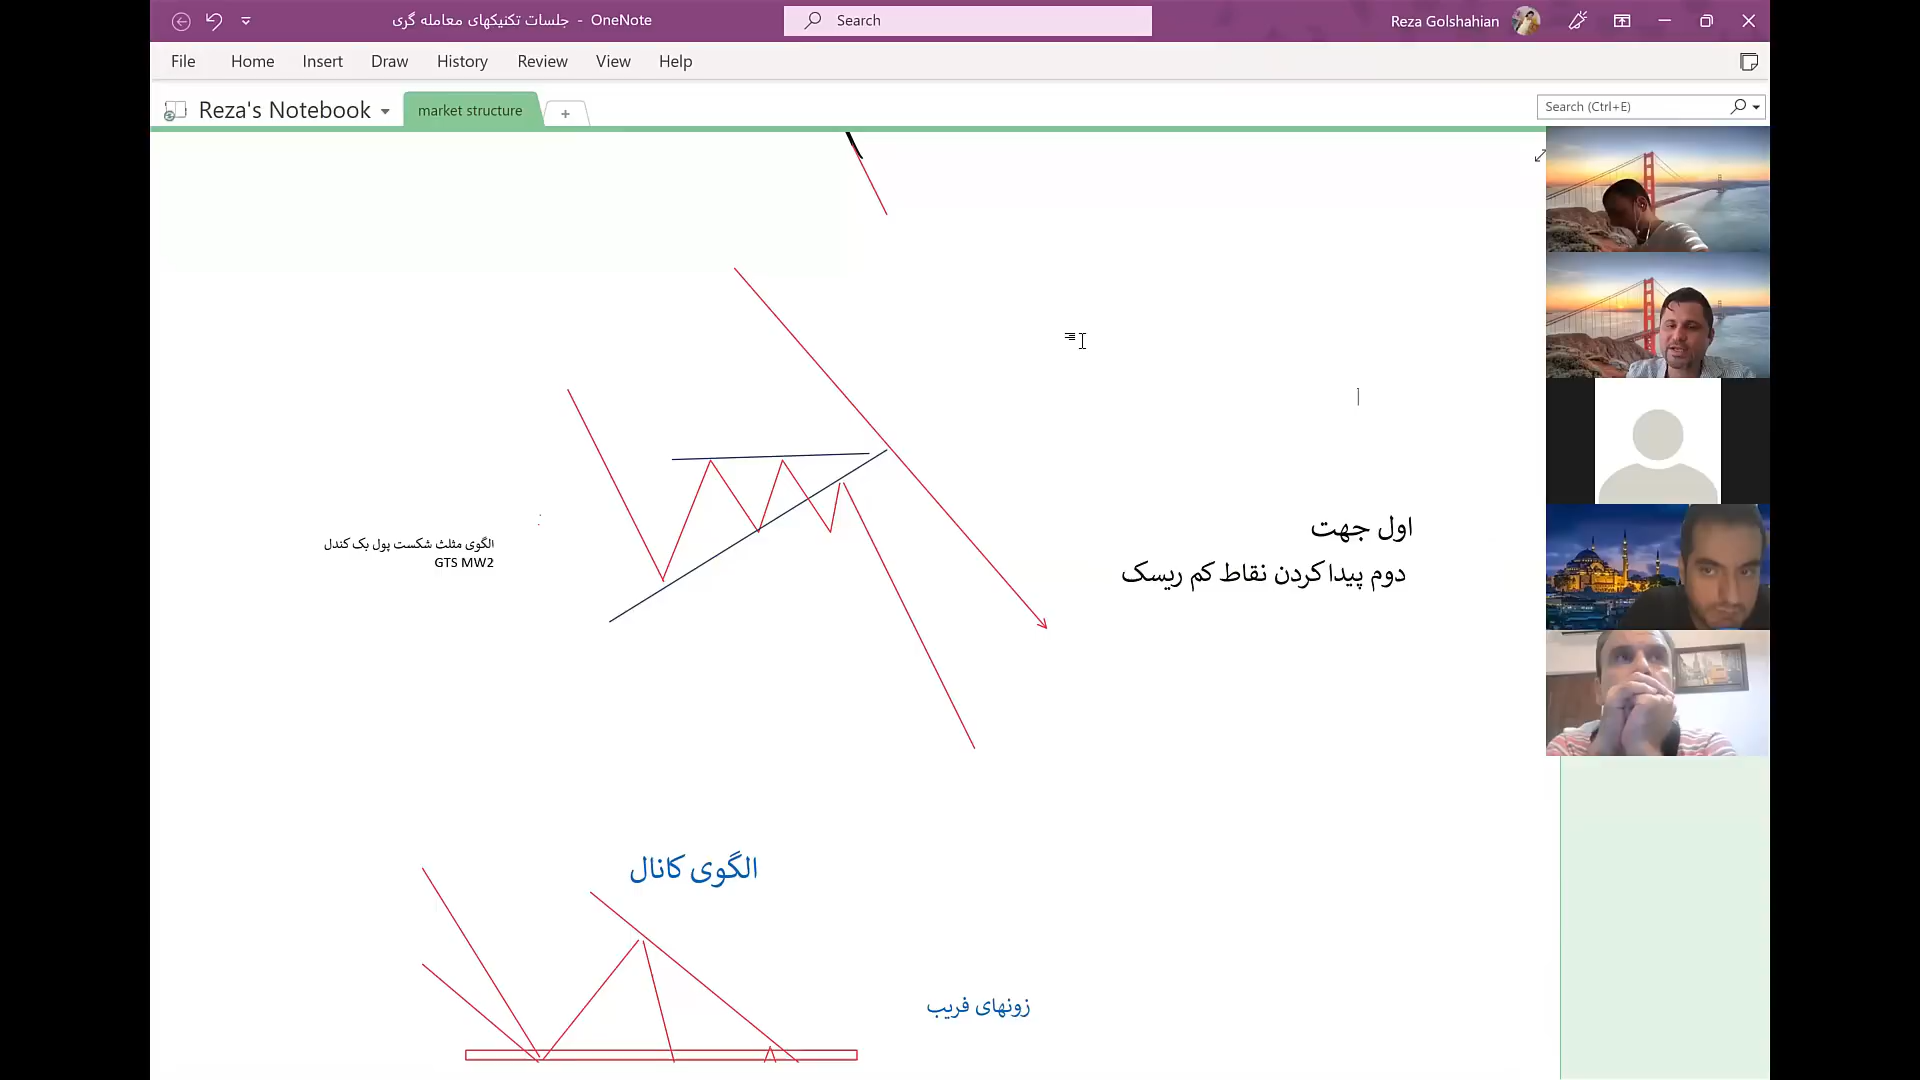 جلسات تکنیکهای معامله گری - OneNote
Search
Reza Golshahian
File Home Insert Draw History Review View Help
Reza's Notebook
market structure
+
Search (Ctrl+E)
اول جهت
دوم پیدا کردن نقاط کم ریسک
الگوی مثلث شکست پول بک کندل
GTS MW2
الگوی کانال
زونهای فریب